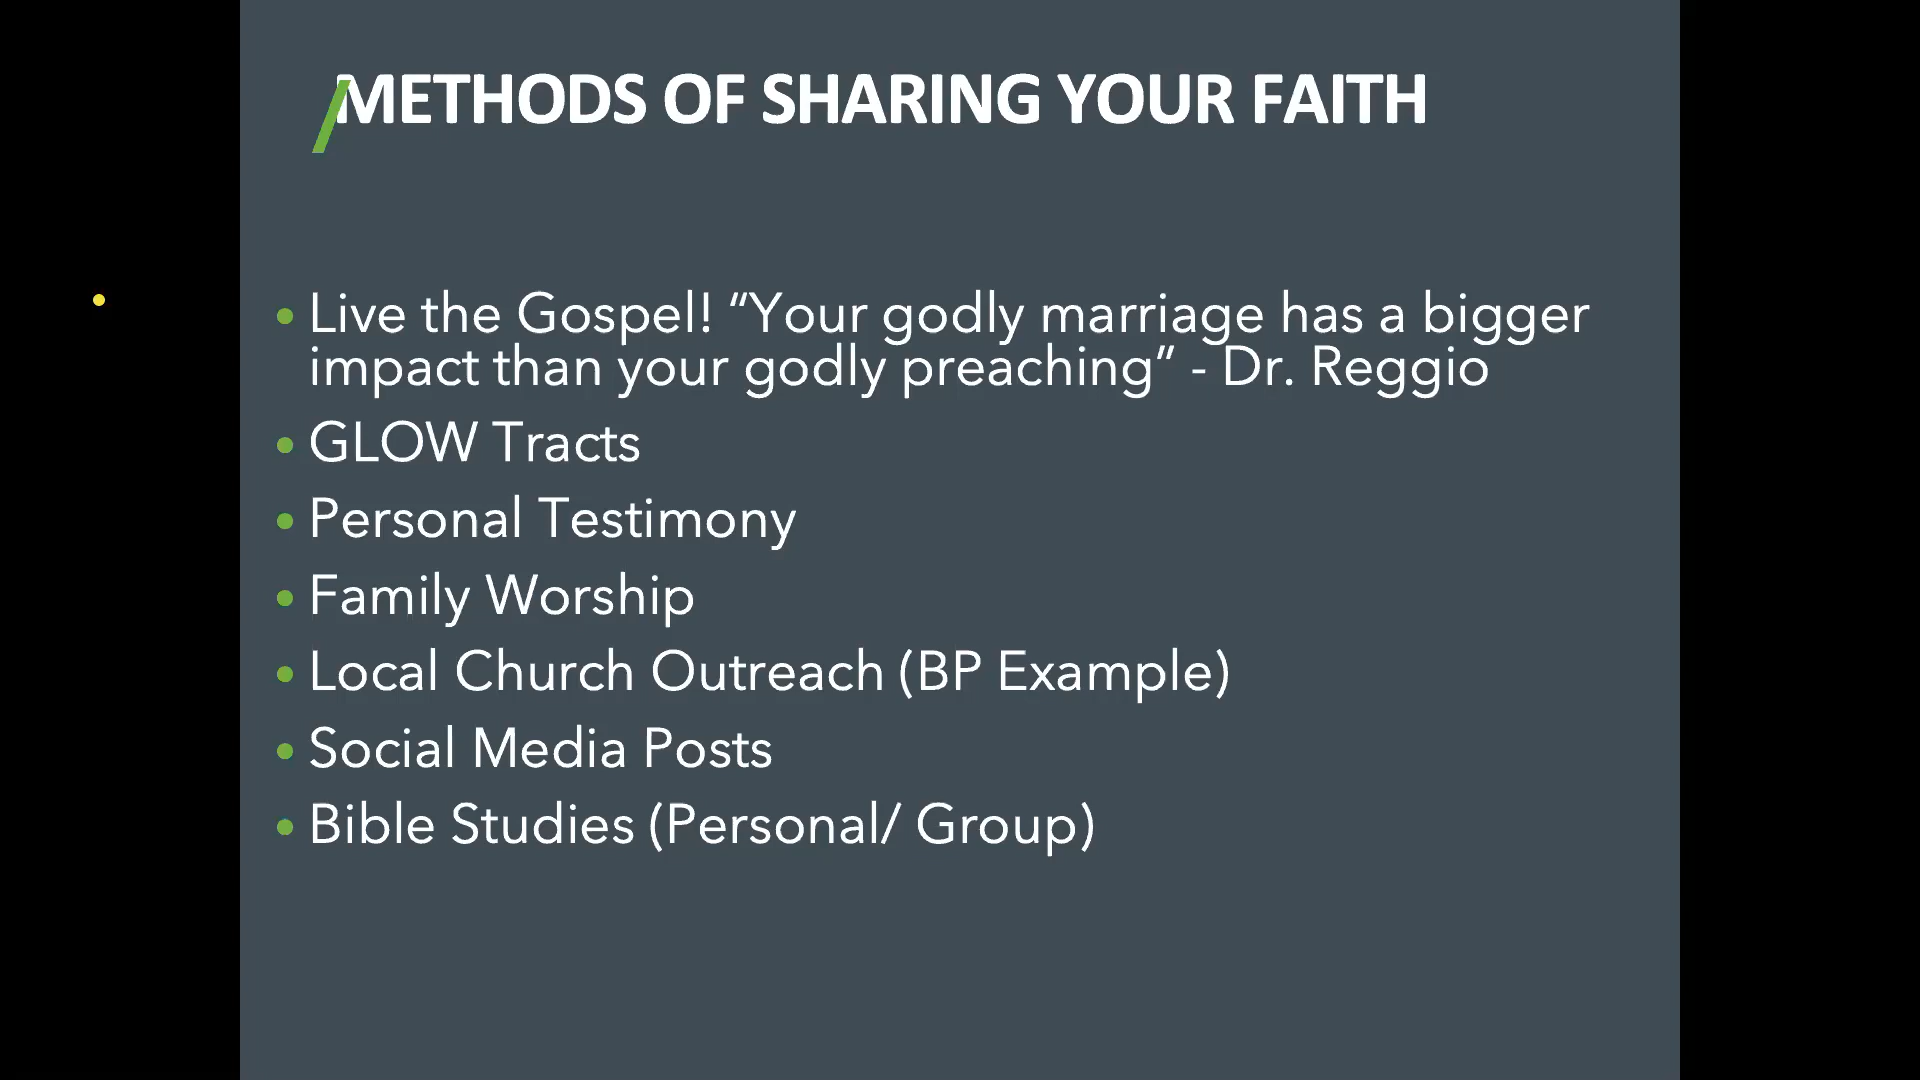 METHODS OF SHARING YOUR FAITH
• Live the Gospel! “Your godly marriage has a bigger
impact than your godly preaching” - Dr. Reggio
• GLOW Tracts
• Personal Testimony
• Family Worship
• Local Church Outreach (BP Example)
• Social Media Posts
• Bible Studies (Personal/ Group)